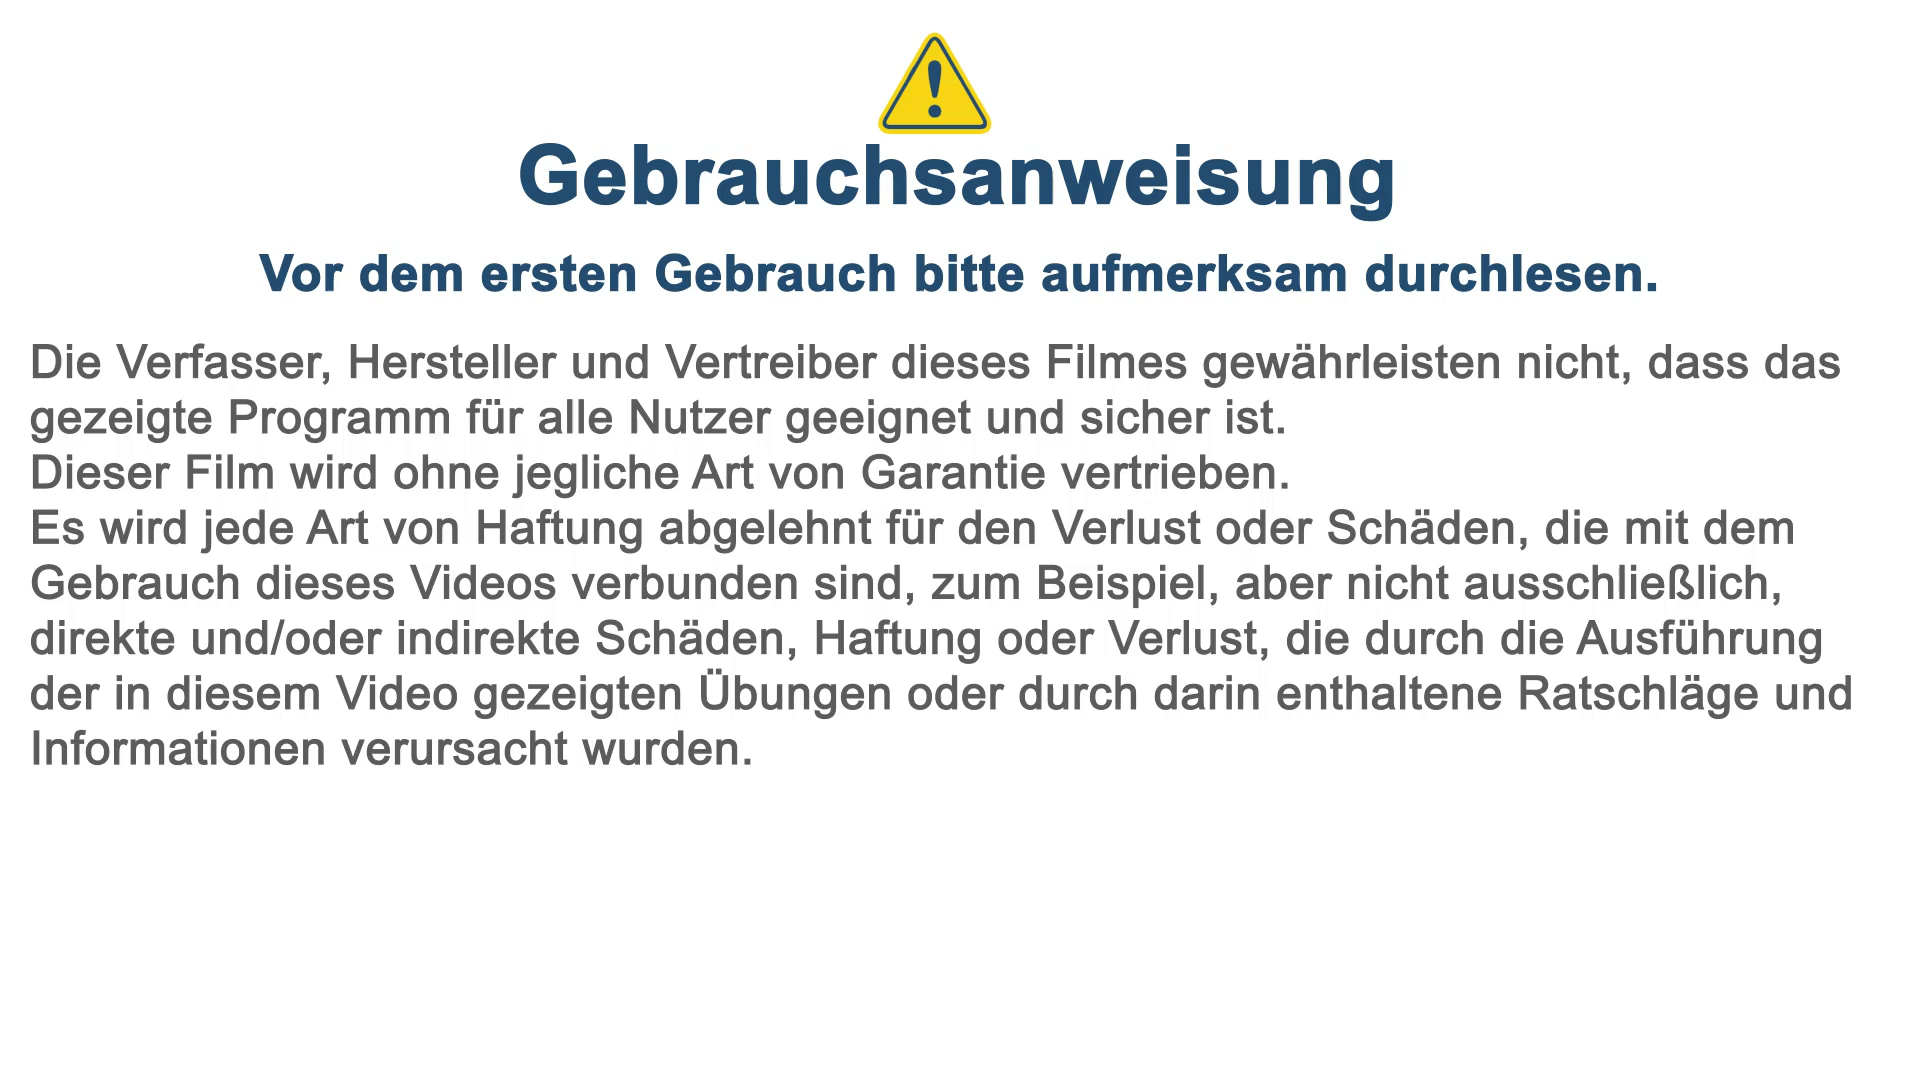 Gebrauchsanweisung
Vor dem ersten Gebrauch bitte aufmerksam durchlesen.
Die Verfasser, Hersteller und Vertreiber dieses Filmes gewährleisten nicht, dass das
gezeigte Programm für alle Nutzer geeignet und sicher ist.
Dieser Film wird ohne jegliche Art von Garantie vertrieben.
Es wird jede Art von Haftung abgelehnt für den Verlust oder Schäden, die mit dem
Gebrauch dieses Videos verbunden sind, zum Beispiel, aber nicht ausschließlich,
direkte und/oder indirekte Schäden, Haftung oder Verlust, die durch die Ausführung
der in diesem Video gezeigten Übungen oder durch darin enthaltene Ratschläge und
Informationen verursacht wurden.